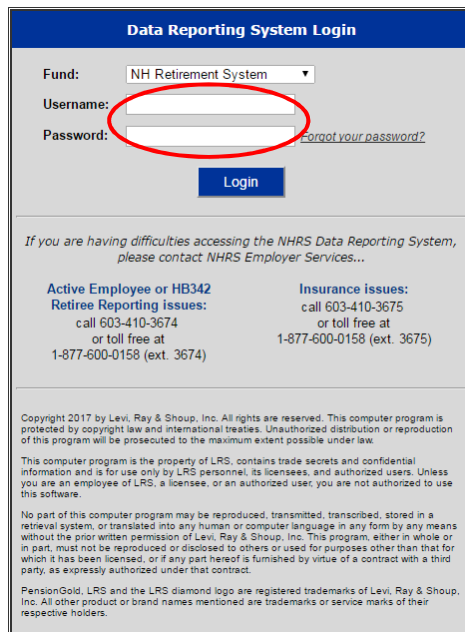 Data Reporting System Login
Fund: NH Retirement System
Username:
Password: Forgot your password?
Login
If you are having difficulties accessing the NHRS Data Reporting System,
please contact NHRS Employer Services...
Active Employee or HB342
Retiree Reporting issues:
call 603-410-3674
or toll free at
1-877-600-0158 (ext. 3674)
Insurance issues:
call 603-410-3675
or toll free at
1-877-600-0158 (ext. 3675)
Copyright 2017 by Levi, Ray & Shoup, Inc. All rights are reserved. This computer program is
protected by copyright law and international treaties. Unauthorized distribution or reproduction
of this program will be prosecuted to the maximum extent possible under law.
This computer program is the property of LRS, contains trade secrets and confidential
information and is for use only by LRS personnel, its licensees, and authorized users. Unless
you are an employee of LRS, a licensee, or an authorized user, you are not authorized to use
this software.
No part of this computer program may be reproduced, transmitted, transcribed, stored in a
retrieval system, or translated into any human or computer language in any form by any means
without the prior written permission of Levi, Ray & Shoup, Inc. This program, either in whole or
in part, must not be reproduced or disclosed to others or used for purposes other than that for
which it has been licensed, or if any part hereof is furnished by virtue of a contract with a third
party, as expressly authorized under that contract.
PensionGold, LRS and the LRS diamond logo are registered trademarks of Levi, Ray & Shoup,
Inc. All other product or brand names mentioned are trademarks or service marks of their
respective holders.